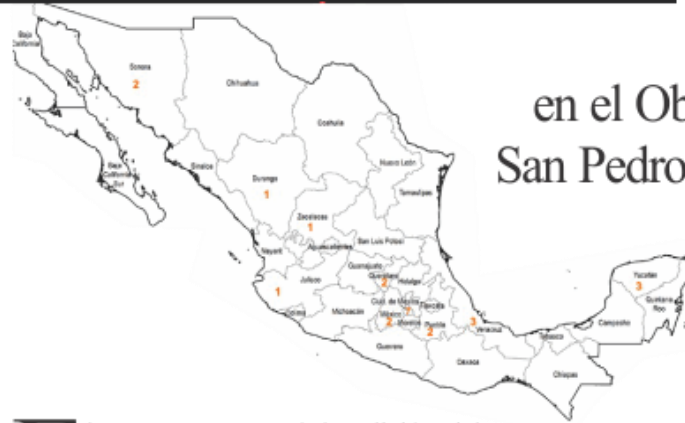 Baja
California
Sonora
2
Chihuahua
Coahuila
en el Ob
San Pedro
Baja
California
Sur
Sinaloa
Durango
1
Nuevo León
Tamaulipas
Zacatecas
1
Nayarit
Aguascalientes
San Luis Potosí
Jalisco
1
Guanajuato
Querétaro
2
Hidalgo
Colima
Michoacán
Ciud. de México
7
Tlaxcala
México
2
Morelos
Puebla
2
3
Veracruz
Guerrero
Oaxaca
Tabasco
Chiapas
Campeche
Yucatán
3
Quintana
Roo